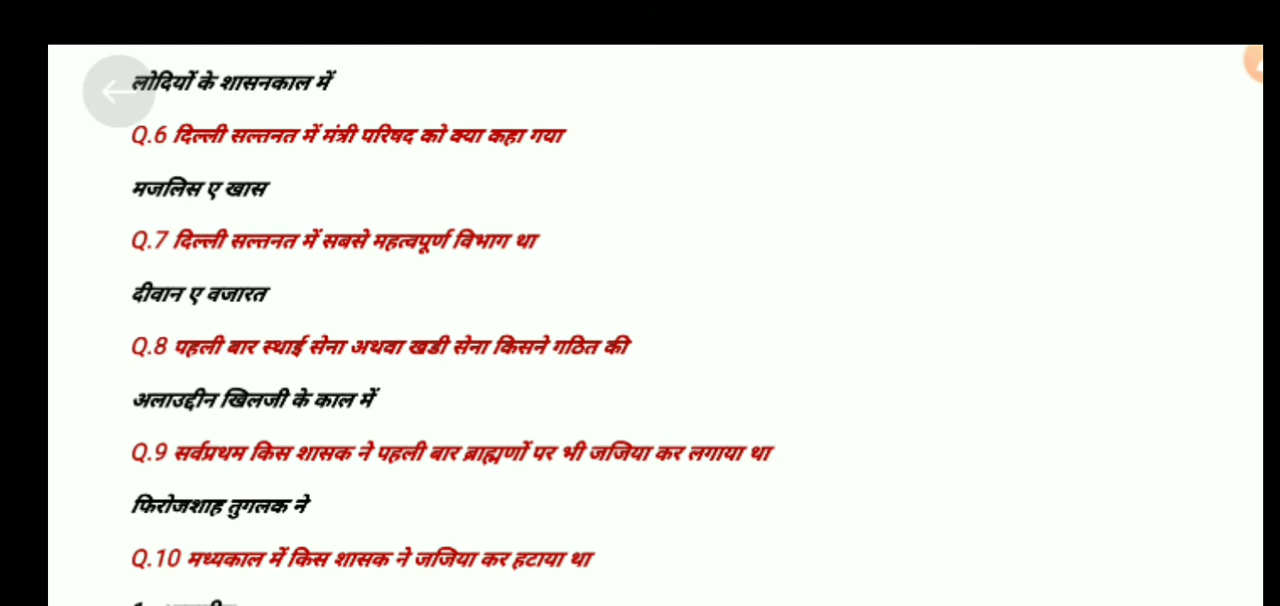 लोदियों के शासनकाल में
Q.6 दिल्ली सल्तनत में मंत्री परिषद को क्या कहा गया
मजलिस ए खास
Q.7 दिल्ली सल्तनत में सबसे महत्वपूर्ण विभाग था
दीवान ए वजारत
Q.8 पहली बार स्थाई सेना अथवा खडी सेना किसने गठित की
अलाउद्दीन खिलजी के काल में
Q.9 सर्वप्रथम किस शासक ने पहली बार ब्राह्मणों पर भी जजिया कर लगाया था
फिरोजशाह तुगलक ने
Q.10 मध्यकाल में किस शासक ने जजिया कर हटाया था